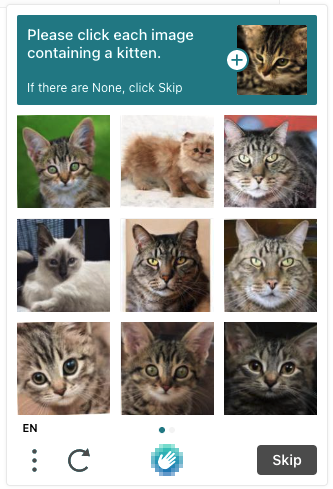 Please click each image
containing a kitten.
If there are None, click Skip
EN
Skip